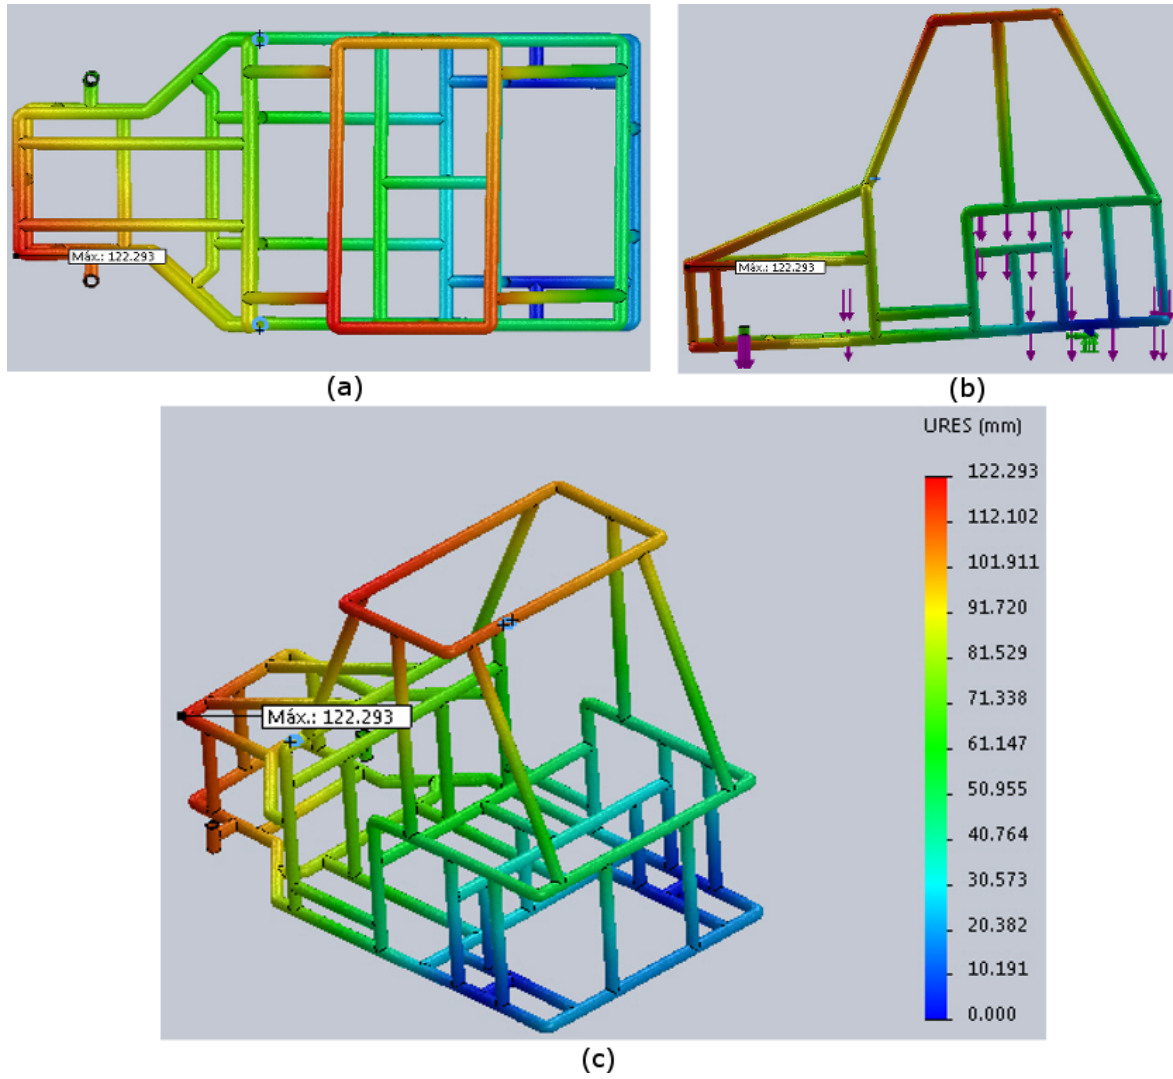 Máx.: 122.293
(a)
Máx.: 122.293
(b)
URES (mm)
122.293
112.102
101.911
91.720
81.529
71.338
61.147
50.955
40.764
30.573
20.382
10.191
0.000
Máx.: 122.293
(c)